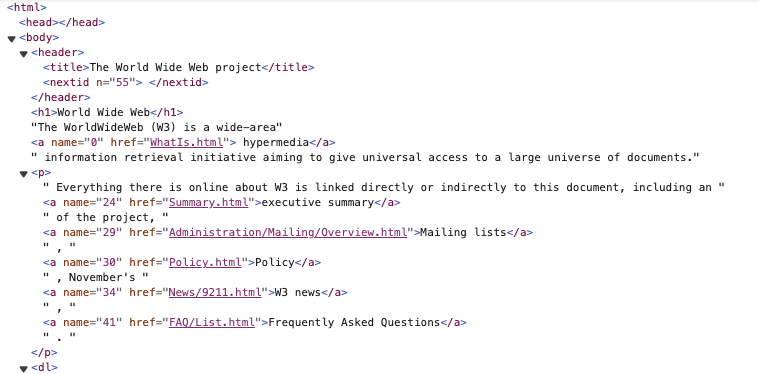 <html>
<head></head>
<body>
<header>
<title>The World Wide Web project</title>
<nextid n="55"> </nextid>
</header>
<h1>World Wide Web</h1>
"The WorldWideWeb (W3) is a wide-area"
<a name="0" href="WhatIs.html"> hypermedia</a>
" information retrieval initiative aiming to give universal access to a large universe of documents."
<p>
" Everything there is online about W3 is linked directly or indirectly to this document, including an "
<a name="24" href="Summary.html">executive summary</a>
" of the project, "
<a name="29" href="Administration/Mailing/Overview.html">Mailing lists</a>
" , "
<a name="30" href="Policy.html">Policy</a>
" , November's "
<a name="34" href="News/9211.html">W3 news</a>
" , "
<a name="41" href="FAQ/List.html">Frequently Asked Questions</a>
" . "
</p>
<dl>